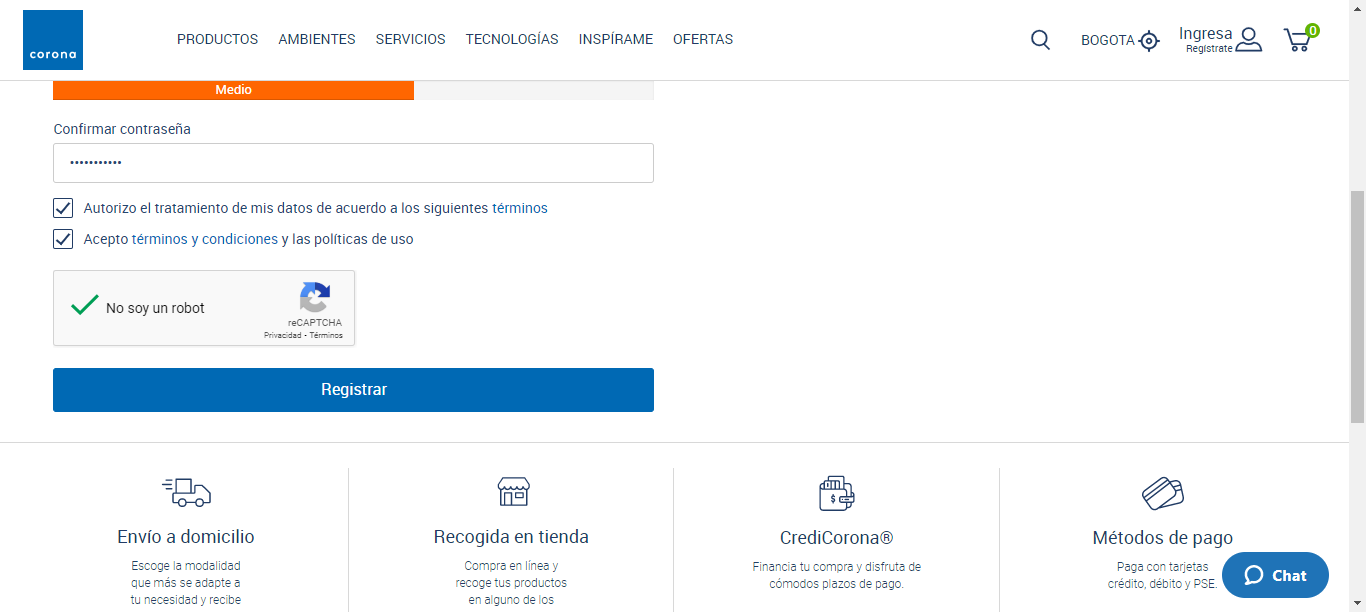 corona
PRODUCTOS AMBIENTES SERVICIOS TECNOLOGÍAS INSPÍRAME OFERTAS
BOGOTA
Ingresa
Regístrate
0
Medio
Confirmar contraseña
•••••••••••
Autorizo el tratamiento de mis datos de acuerdo a los siguientes términos
Acepto términos y condiciones y las políticas de uso
No soy un robot
reCAPTCHA
Privacidad - Términos
Registrar
Envío a domicilio
Escoge la modalidad
que más se adapte a
tu necesidad y recibe
Recogida en tienda
Compra en línea y
recoge tus productos
en alguno de los
CrediCorona®
Financia tu compra y disfruta de
cómodos plazos de pago.
Métodos de pago
Paga con tarjetas
crédito, débito y PSE.
Chat